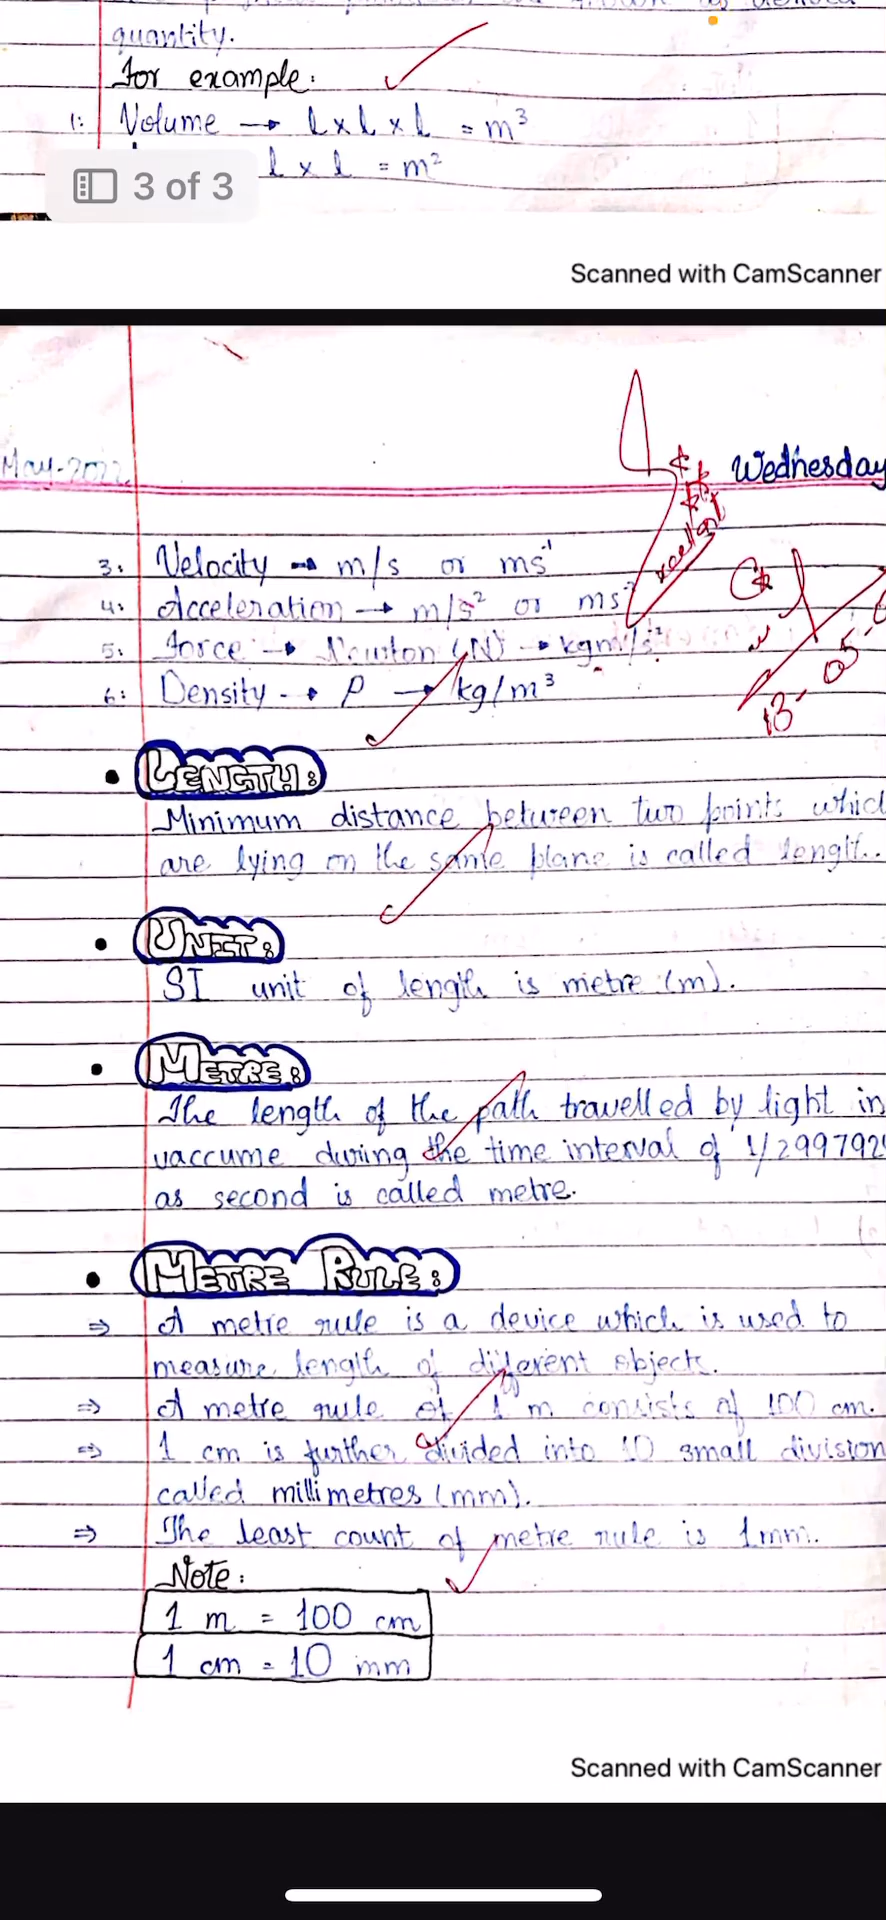 known as derived
quantity.
For example:
1: Volume → l x l x l = m³
l x l = m²
3 of 3
Scanned with CamScanner
May-2022
Wednesday
3. Velocity → m/s or ms⁻¹
4. Acceleration → m/s² or ms⁻²
5. Force → Newton (N) → kgm/s²
6: Density → ρ → kg/m³
• LENGTH:
Minimum distance between two points which
are lying on the same plane is called length.
• UNIT:
SI unit of length is metre (m).
• METRE:
The length of the path travelled by light in
vaccume during the time interval of 1/299792
as second is called metre.
• METRE RULE:
⇒ A metre rule is a device which is used to
measure length of different objects.
⇒ A metre rule of 1 m consists of 100 cm.
⇒ 1 cm is further divided into 10 small division
called millimetres (mm).
⇒ The least count of metre rule is 1mm.
Note:
1 m = 100 cm
1 cm = 10 mm
Scanned with CamScanner